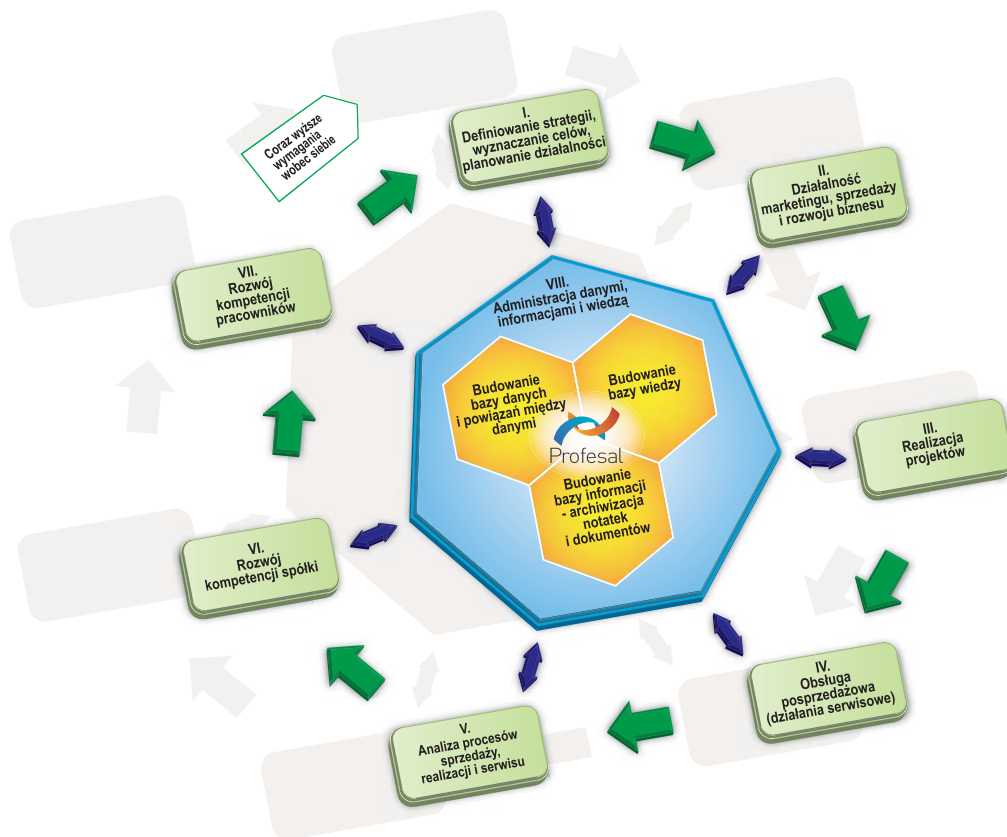 Coraz wyższe
wymagania
wobec siebie
I.
Definiowanie strategii,
wyznaczanie celów,
planowanie działalności
II.
Działalność
marketingu, sprzedaży
i rozwoju biznesu
III.
Realizacja
projektów
IV.
Obsługa
posprzedażowa
(działania serwisowe)
V.
Analiza procesów
sprzedaży,
realizacji i serwisu
VI.
Rozwój
kompetencji spółki
VII.
Rozwój
kompetencji
pracowników
VIII.
Administracja danymi,
informacjami i wiedzą
Budowanie
bazy danych
i powiązań między
danymi
Budowanie
bazy wiedzy
Profesal
Budowanie
bazy informacji
- archiwizacja
notatek
i dokumentów